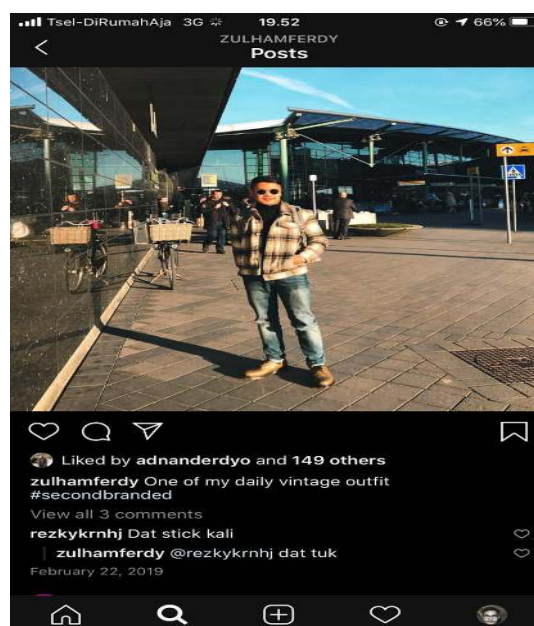 Tsel-DiRumahAja 3G 19.52 66%
ZULHAMFERDY
Posts
Liked by adnanderdyo and 149 others
zulhamferdy One of my daily vintage outfit
#secondbranded
View all 3 comments
rezkykrnhj Dat stick kali
zulhamferdy @rezkykrnhj dat tuk
February 22, 2019